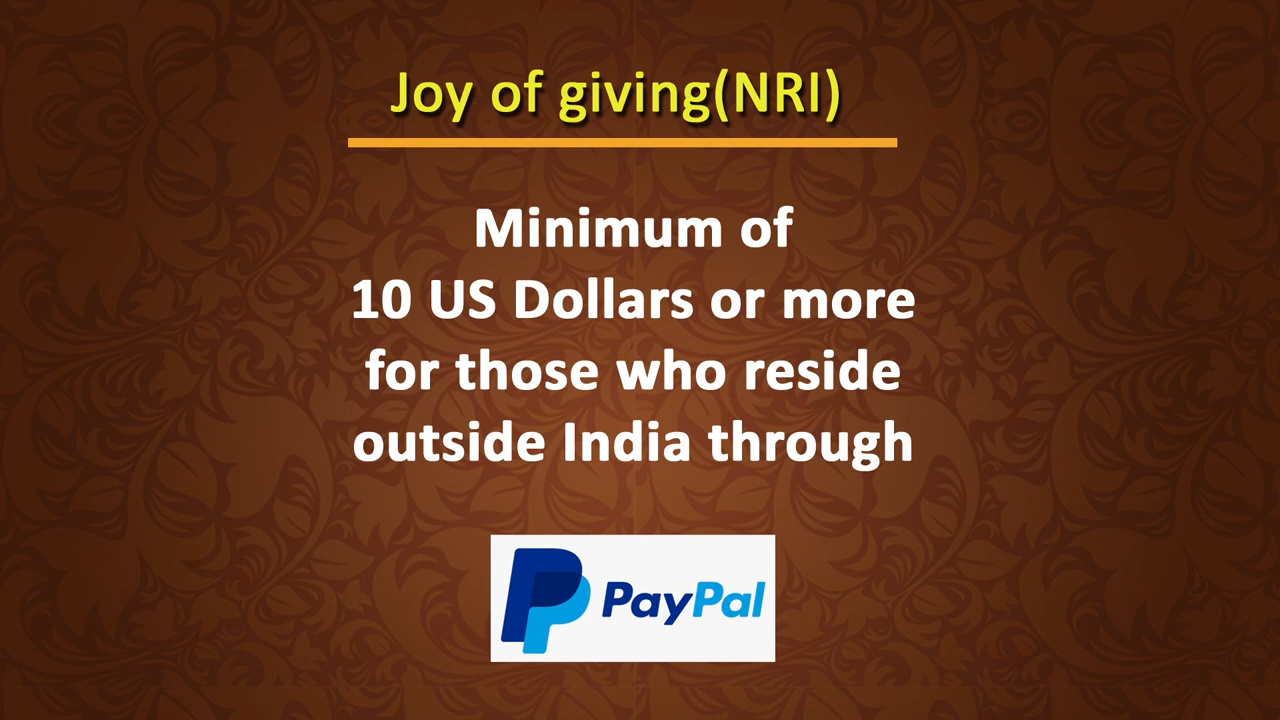 Joy of giving(NRI)
Minimum of
10 US Dollars or more
for those who reside
outside India through
PayPal